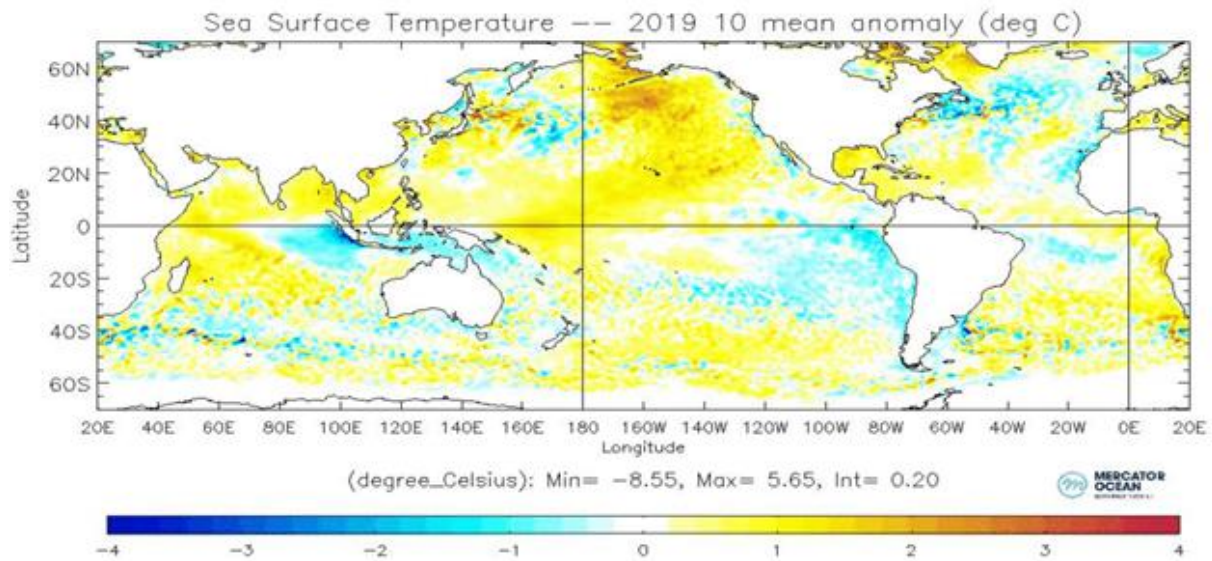 Sea Surface Temperature -- 2019 10 mean anomaly (deg C)
60N
40N
20N
0
20S
40S
60S
Latitude
20E 40E 60E 80E 100E 120E 140E 160E 180 160W 140W 120W 100W 80W 60W 40W 20W 0E 20E
Longitude
(degree_Celsius): Min= -8.55, Max= 5.65, Int= 0.20
MERCATOR
OCEAN
-4 -3 -2 -1 0 1 2 3 4